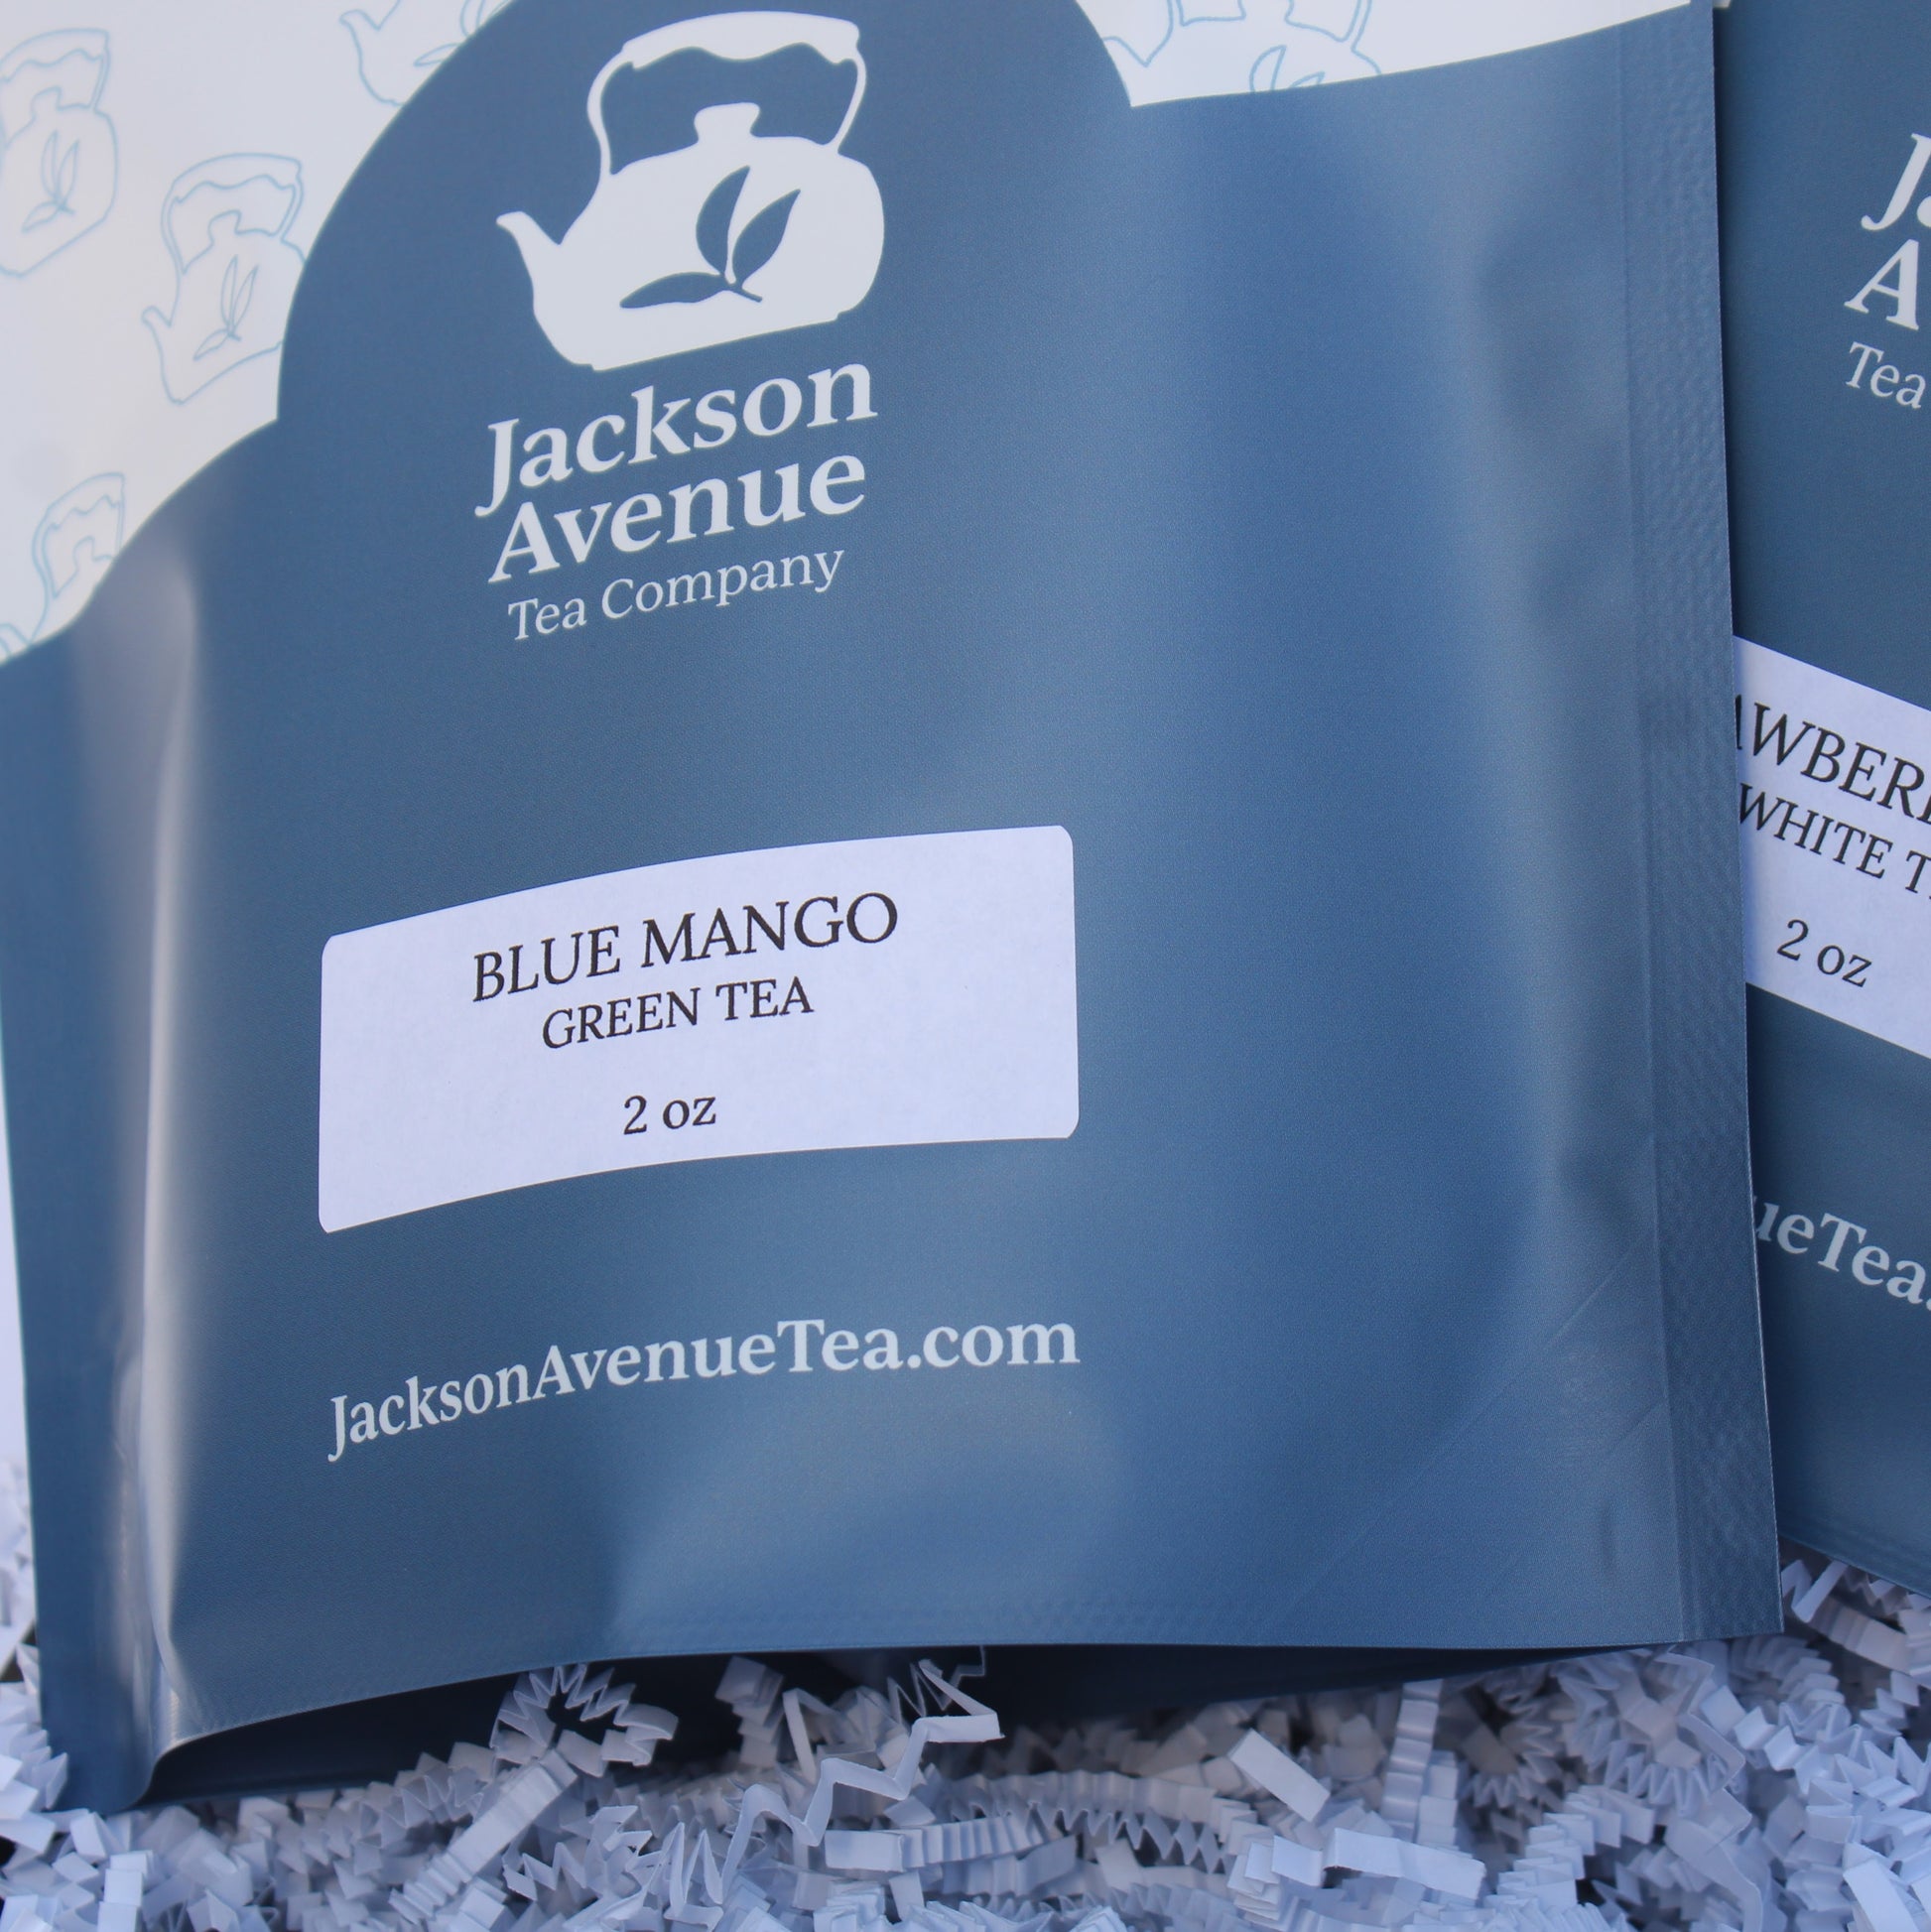 Jackson
Avenue
Tea Company
BLUE MANGO
GREEN TEA
2 oz
JacksonAvenueTea.com
Tea
WHITE
2 oz